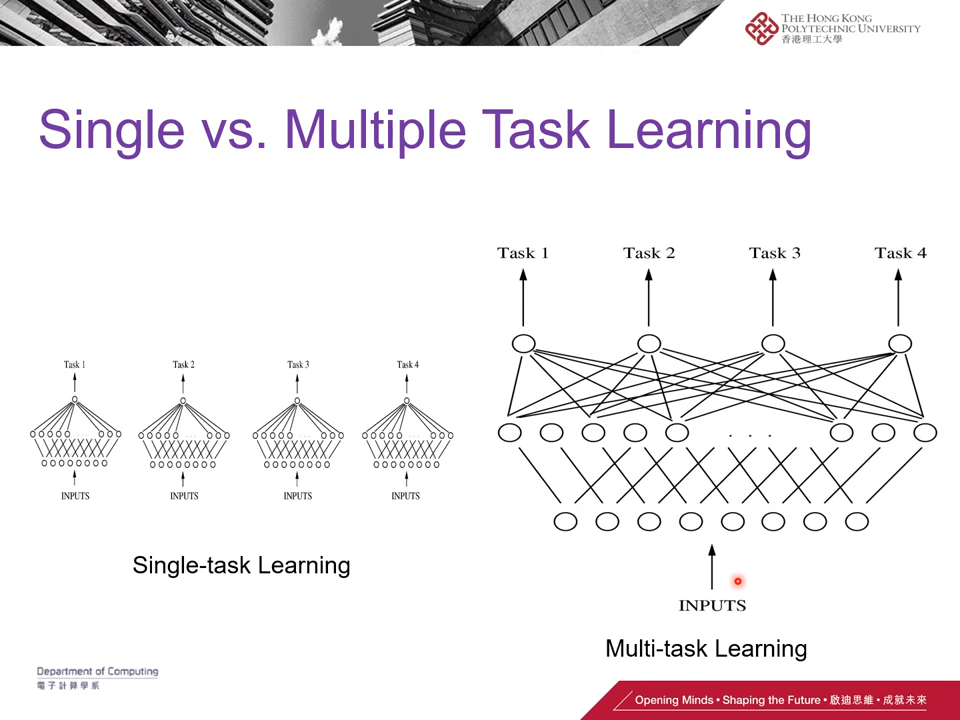 THE HONG KONG
POLYTECHNIC UNIVERSITY
香港理工大學
Single vs. Multiple Task Learning
Task 1
Task 2
Task 3
Task 4
INPUTS
INPUTS
INPUTS
INPUTS
Single-task Learning
Task 1
Task 2
Task 3
Task 4
. . .
INPUTS
Multi-task Learning
Department of Computing
電子計算學系
Opening Minds • Shaping the Future • 啟迪思維 • 成就未來